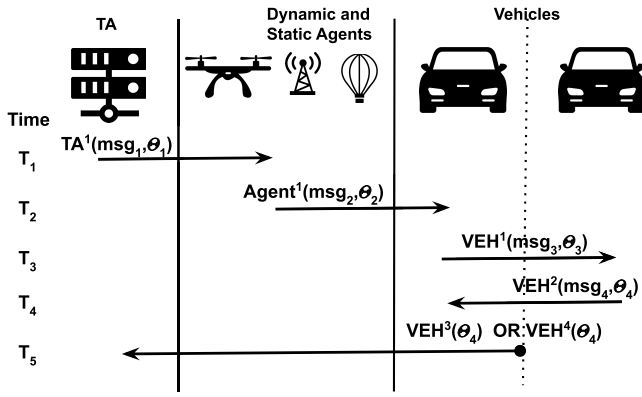 TA
Dynamic and
Static Agents
Vehicles
Time
T₁
TA¹(msg₁,Θ₁)
T₂
Agent¹(msg₂,Θ₂)
T₃
VEH¹(msg₃,Θ₃)
T₄
VEH²(msg₄,Θ₄)
T₅
VEH³(Θ₄) OR VEH⁴(Θ₄)